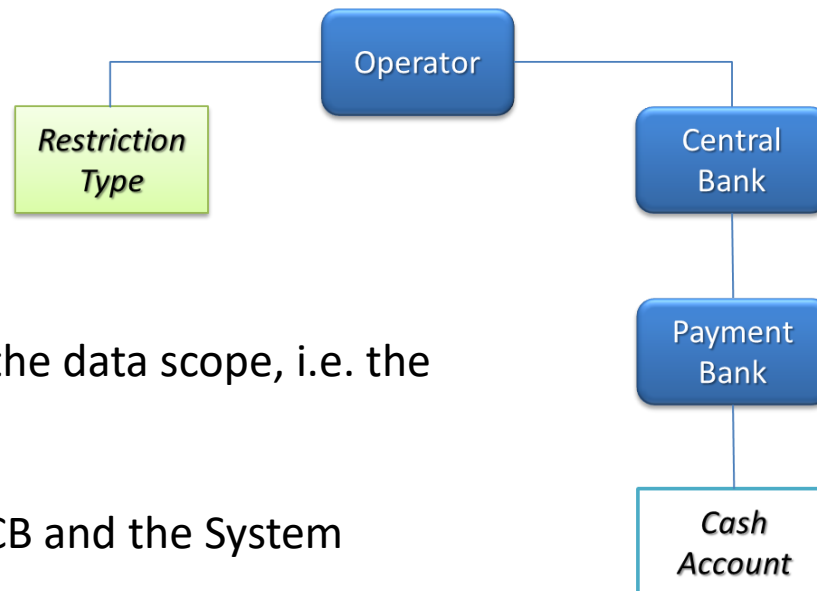 Operator
Restriction
Type
Central
Bank
Payment
Bank
the data scope, i.e. the
CB and the System
Cash
Account